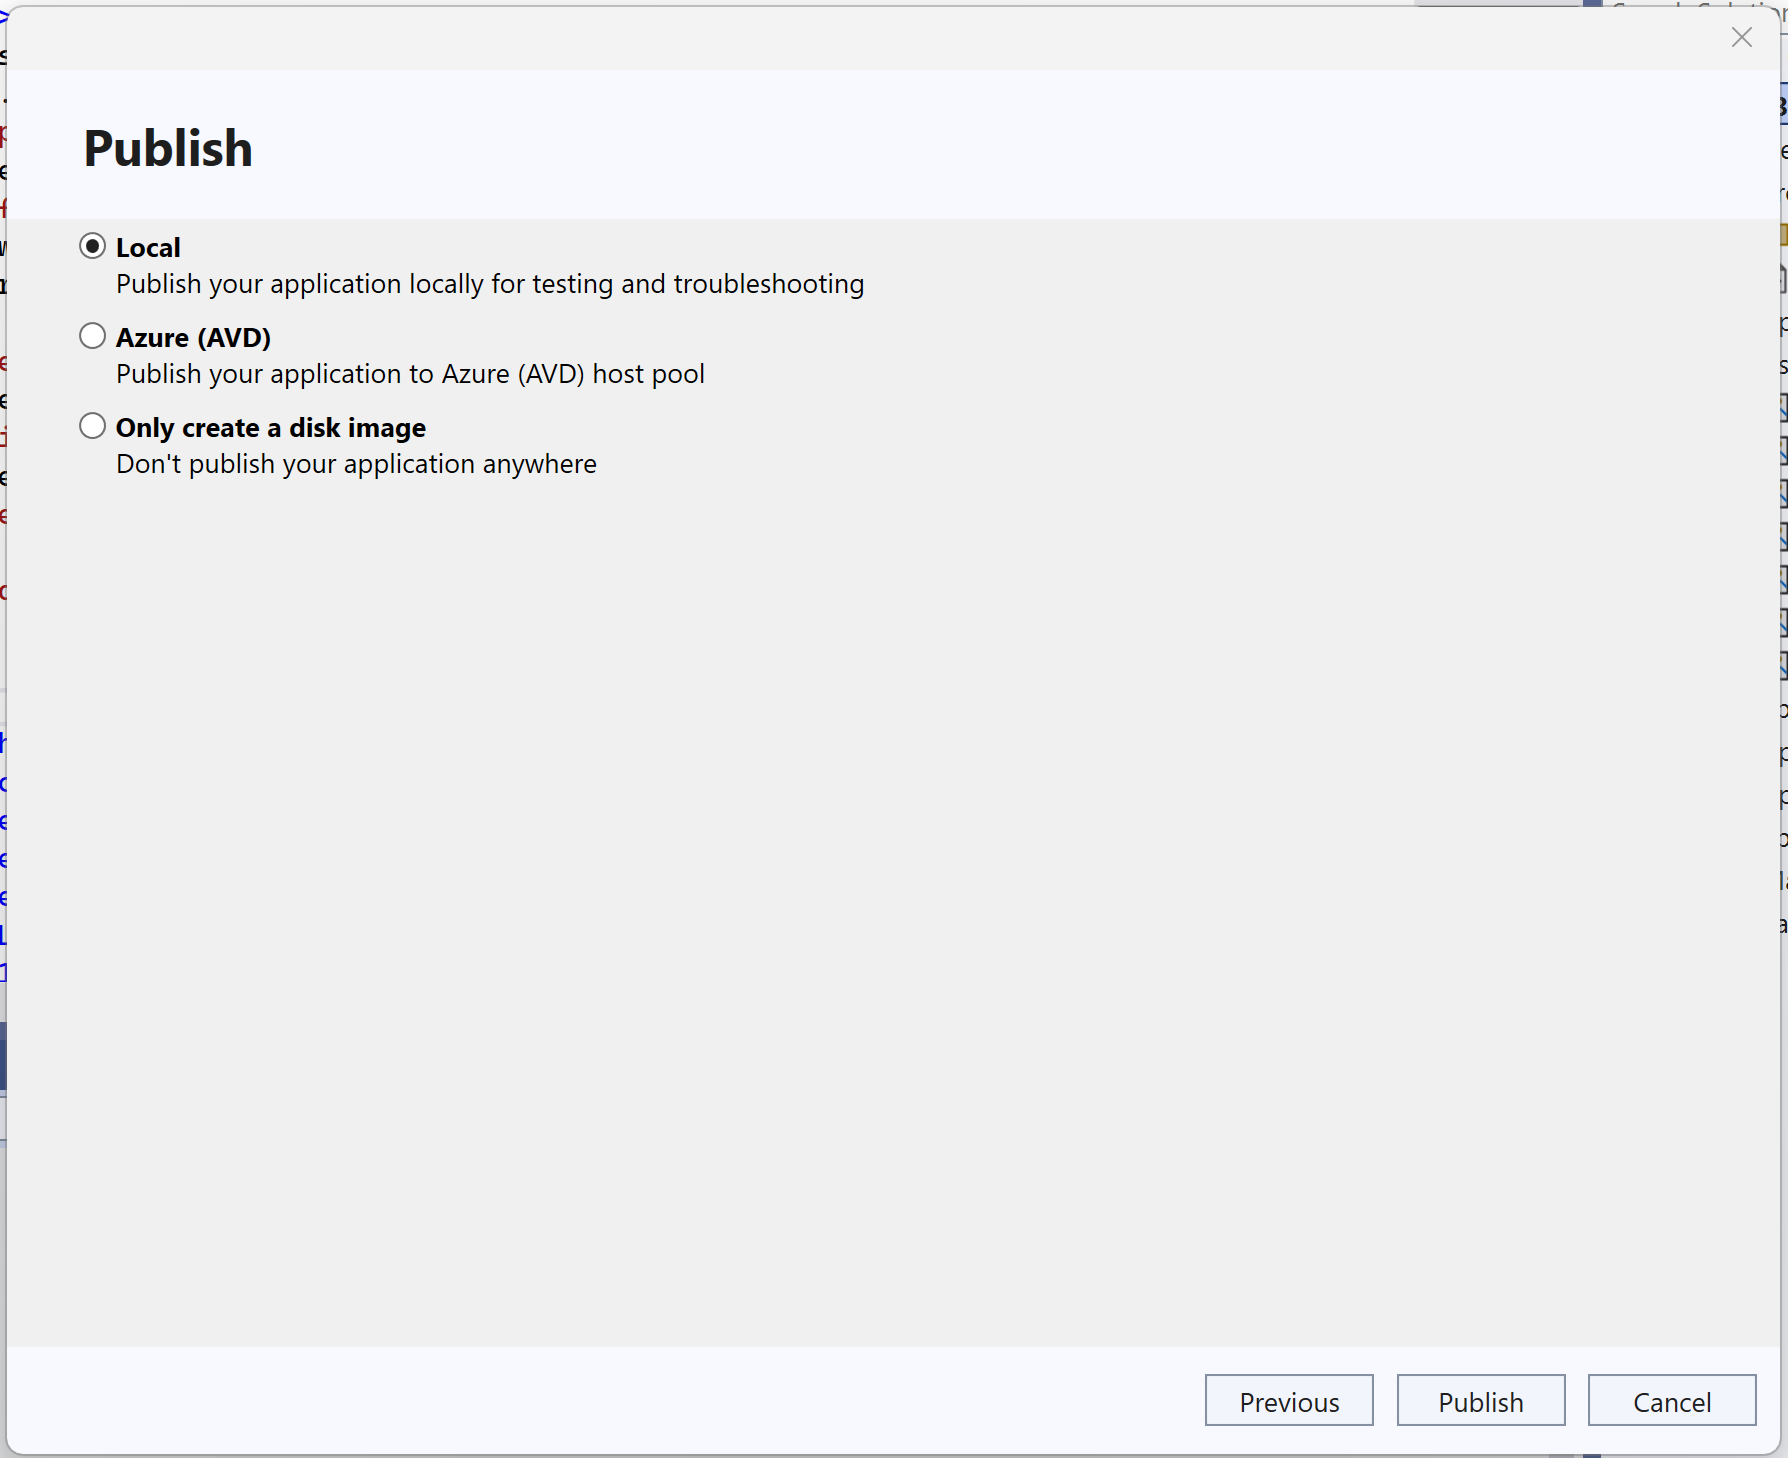 Publish
Local
Publish your application locally for testing and troubleshooting
Azure (AVD)
Publish your application to Azure (AVD) host pool
Only create a disk image
Don't publish your application anywhere
Previous
Publish
Cancel